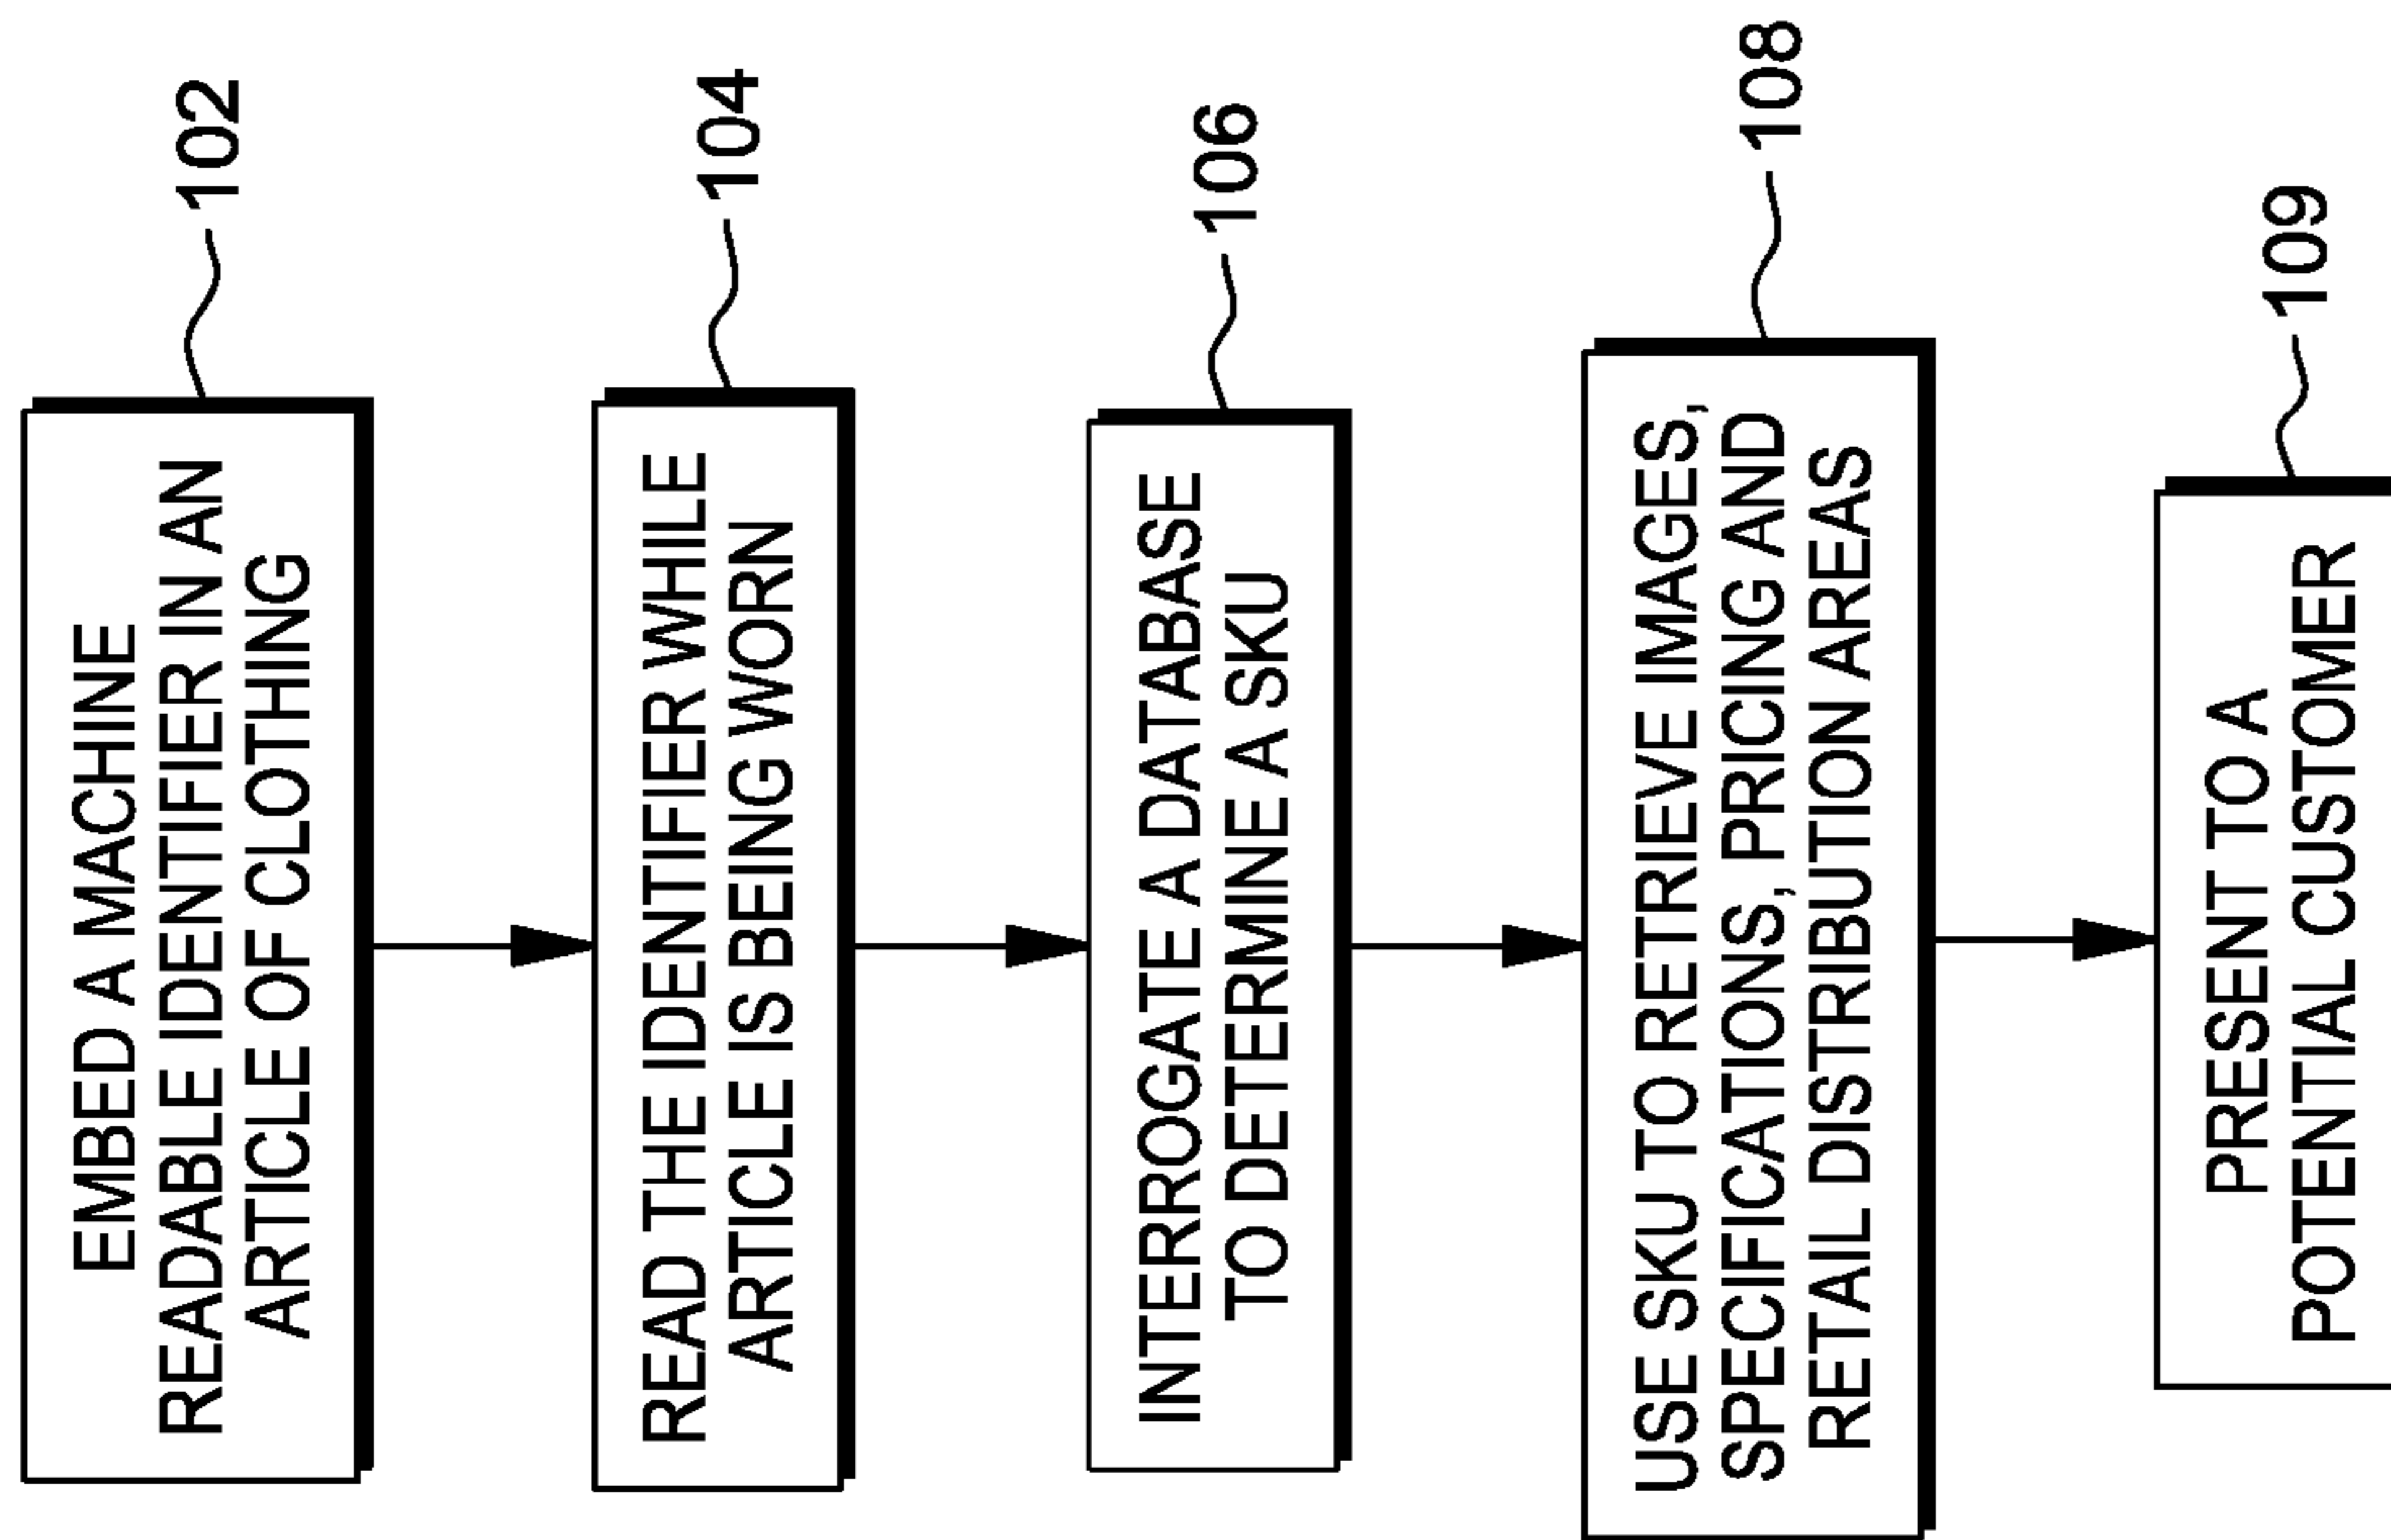 EMBED A MACHINE
READABLE IDENTIFIER IN AN
ARTICLE OF CLOTHING
102
READ THE IDENTIFIER WHILE
ARTICLE IS BEING WORN
104
INTERROGATE A DATABASE
TO DETERMINE A SKU
106
USE SKU TO RETRIEVE IMAGES,
SPECIFICATIONS, PRICING AND
RETAIL DISTRIBUTION AREAS
108
PRESENT TO A
POTENTIAL CUSTOMER
109